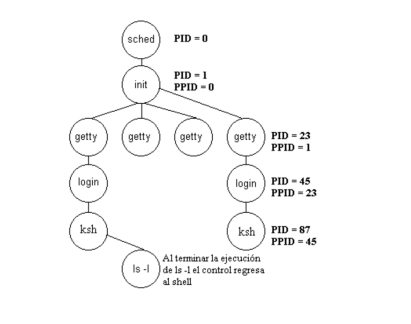 sched PID = 0
init PID = 1
PPID = 0
getty getty getty getty PID = 23
PPID = 1
login login PID = 45
PPID = 23
ksh ksh PID = 87
PPID = 45
ls -l Al terminar la ejecución
de ls -l el control regresa
al shell